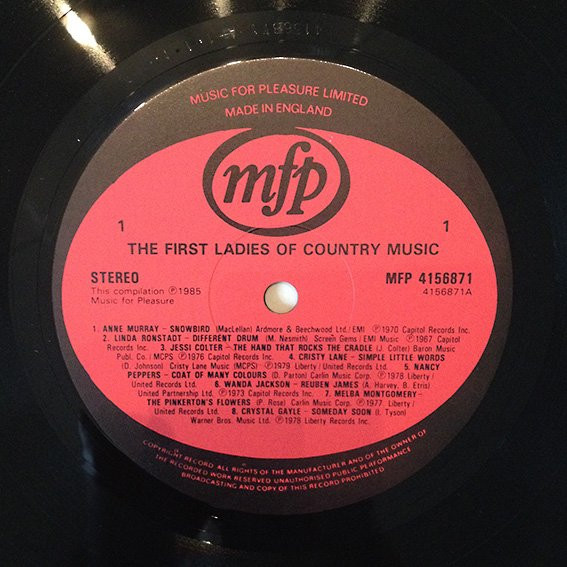 MUSIC FOR PLEASURE LIMITED
MADE IN ENGLAND
mfp
1 1
THE FIRST LADIES OF COUNTRY MUSIC
STEREO MFP 4156871
This compilation ℗1985 4156871A
Music for Pleasure
1. ANNE MURRAY – SNOWBIRD (MacLellan) Ardmore & Beechwood Ltd./EMI ℗1970 Capitol Records Inc.
2. LINDA RONSTADT – DIFFERENT DRUM (M. Nesmith) Screen Gems/EMI Music ℗1967 Capitol
Records Inc. 3. JESSI COLTER – THE HAND THAT ROCKS THE CRADLE (J. Colter) Baron Music
Pub. Co./MCPS ℗1976 Capitol Records Inc. 4. CRISTY LANE – SIMPLE LITTLE WORDS
(D. Johnson) Cristy Lane Music (MCPS) ℗1979 Liberty/United Records Ltd. 5. NANCY
PEPPERS – COAT OF MANY COLOURS (D. Parton) Carlin Music Corp. ℗1978 Liberty/
United Records Ltd. 6. WANDA JACKSON – REUBEN JAMES (A. Harvey, B. Etris)
United Partnership ℗1973 Capitol Records Inc. 7. MELBA MONTGOMERY–
THE PINKERTON'S FLOWERS (P. Rose) Carlin Music Corp. ℗1977 Liberty/
United Records Ltd. 8. CRYSTAL GAYLE – SOMEDAY SOON (I. Tyson)
Warner Bros. Music Ltd. ℗1978 Liberty Records Inc.
COPYRIGHT RECORD. ALL RIGHTS OF THE MANUFACTURER AND OF THE OWNER OF
THE RECORDED WORK RESERVED UNAUTHORISED PUBLIC PERFORMANCE
BROADCASTING AND COPY OF THIS RECORD PROHIBITED